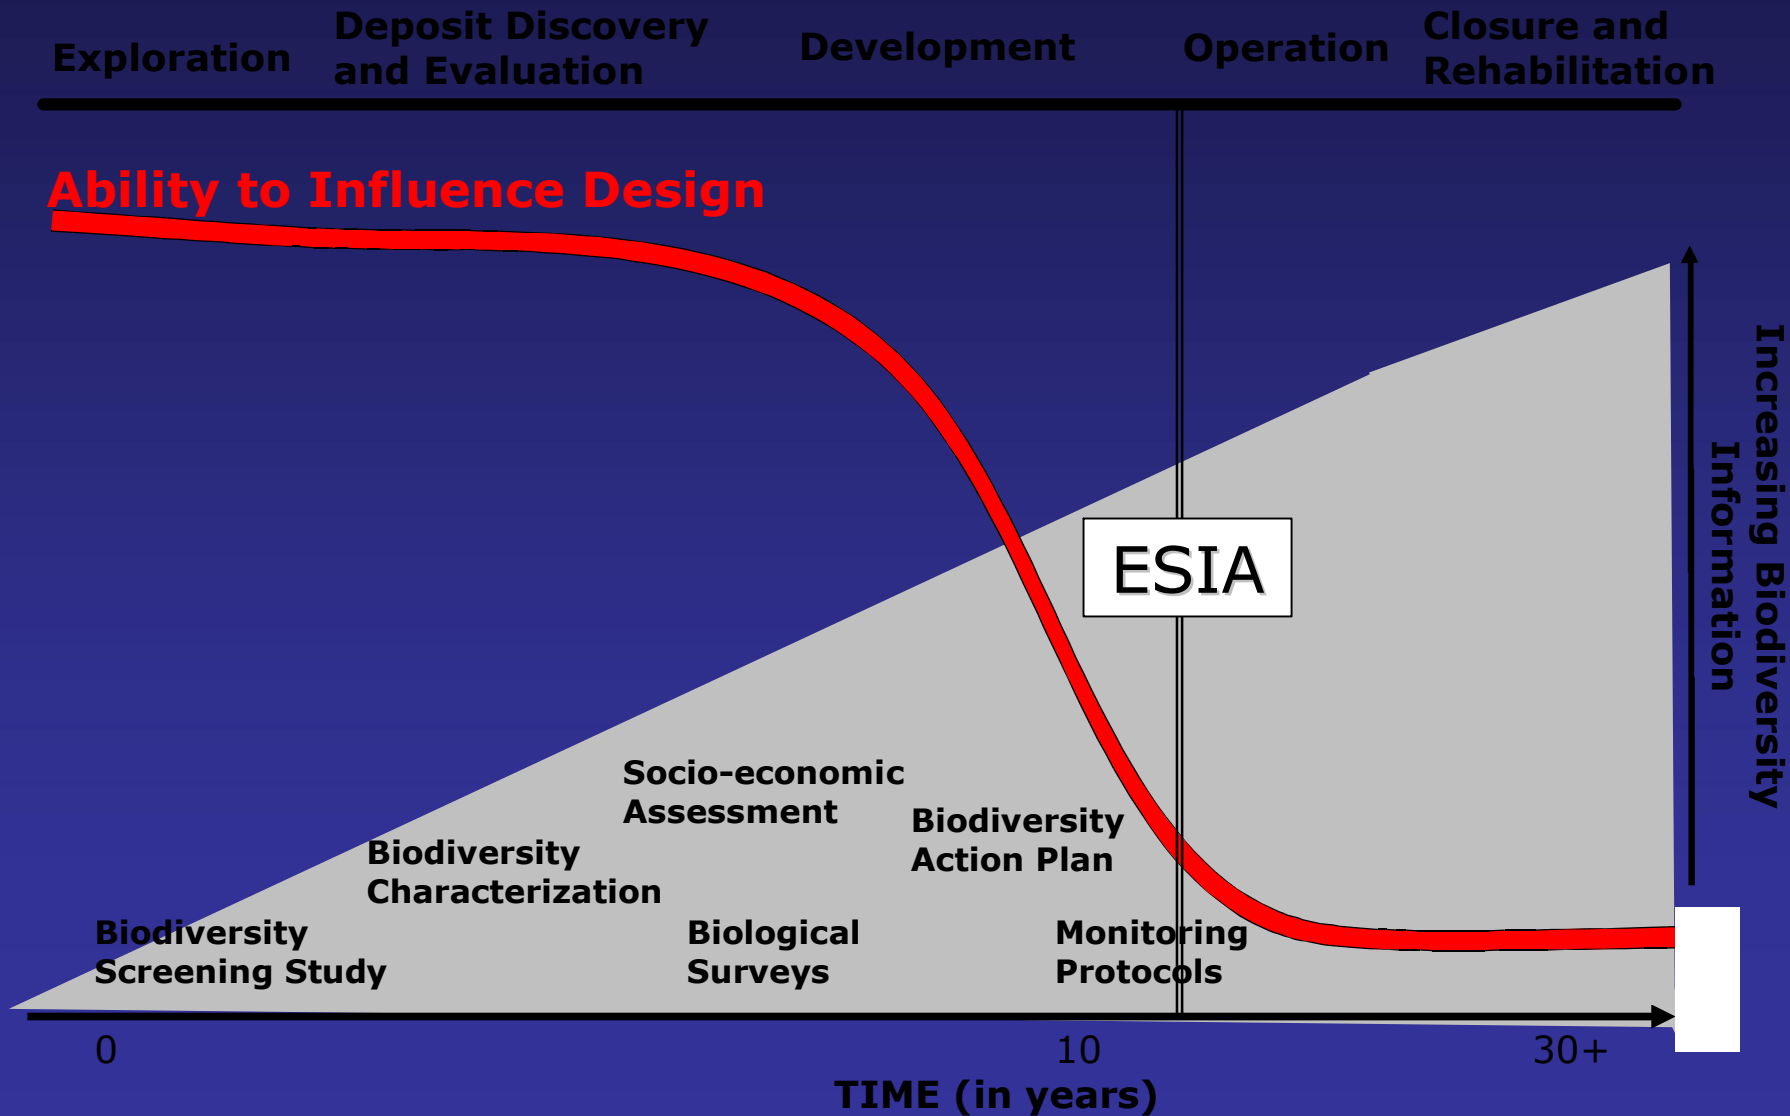 Exploration
Deposit Discovery
and Evaluation
Development
Operation
Closure and
Rehabilitation
Ability to Influence Design
Increasing Biodiversity
Information
ESIA
Socio-economic
Assessment
Biodiversity
Action Plan
Biodiversity
Characterization
Biodiversity
Screening Study
Biological
Surveys
Monitoring
Protocols
0
10
30+
TIME (in years)